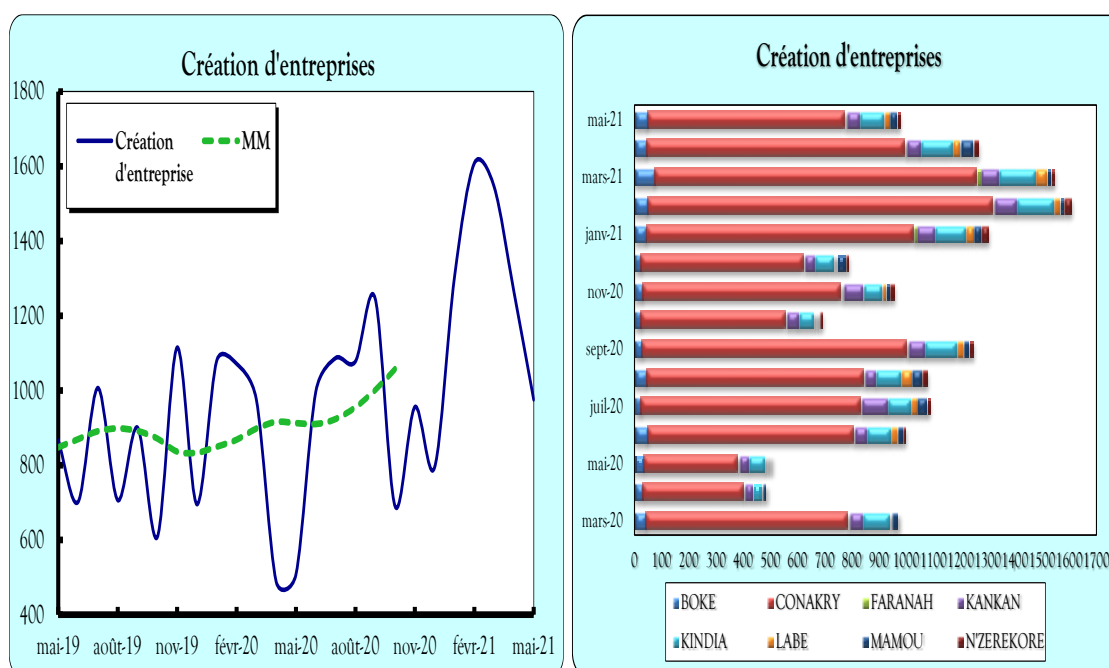 Création d'entreprises
1800
1600
1400
1200
1000
800
600
400
Création d'entreprise
MM
mai-19 août-19 nov-19 févr-20 mai-20 août-20 nov-20 févr-21 mai-21
Création d'entreprises
mai-21
mars-21
janv-21
nov-20
sept-20
juil-20
mai-20
mars-20
0 100 200 300 400 500 600 700 800 900 1000 1100 1200 1300 1400 1500 1600 1700
BOKE CONAKRY FARANAH KANKAN
KINDIA LABE MAMOU N'ZEREKORE